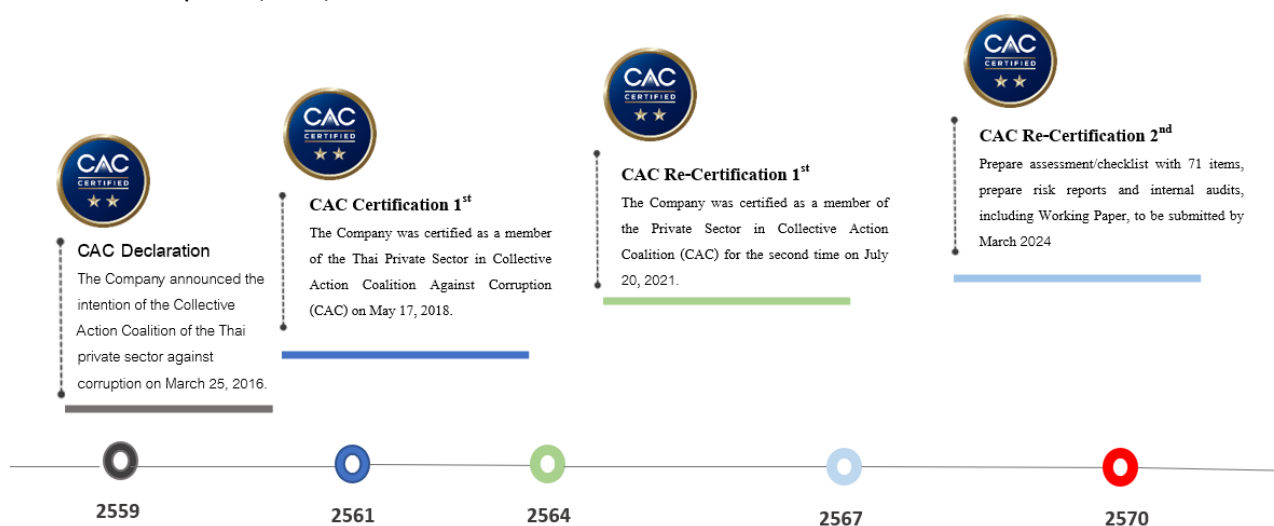 CAC
CERTIFIED
CAC Declaration
The Company announced the
intention of the Collective
Action Coalition of the Thai
private sector against
corruption on March 25, 2016.
CAC
CERTIFIED
CAC Certification 1st
The Company was certified as a member
of the Thai Private Sector in Collective
Action Coalition Against Corruption
(CAC) on May 17, 2018.
CAC
CERTIFIED
CAC Re-Certification 1st
The Company was certified as a member of
the Private Sector in Collective Action
Coalition (CAC) for the second time on July
20, 2021.
CAC
CERTIFIED
CAC Re-Certification 2nd
Prepare assessment/checklist with 71 items,
prepare risk reports and internal audits,
including Working Paper, to be submitted by
March 2024
2559
2561
2564
2567
2570